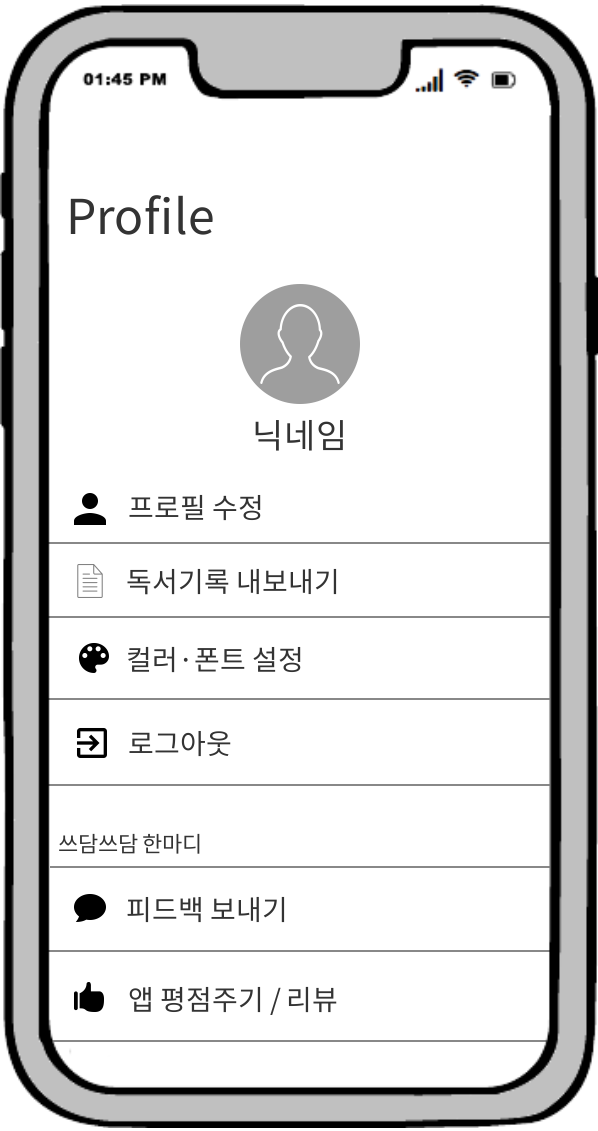 01:45 PM
Profile
닉네임
프로필 수정
독서기록 내보내기
컬러·폰트 설정
로그아웃
쓰담쓰담 한마디
피드백 보내기
앱 평점주기 / 리뷰